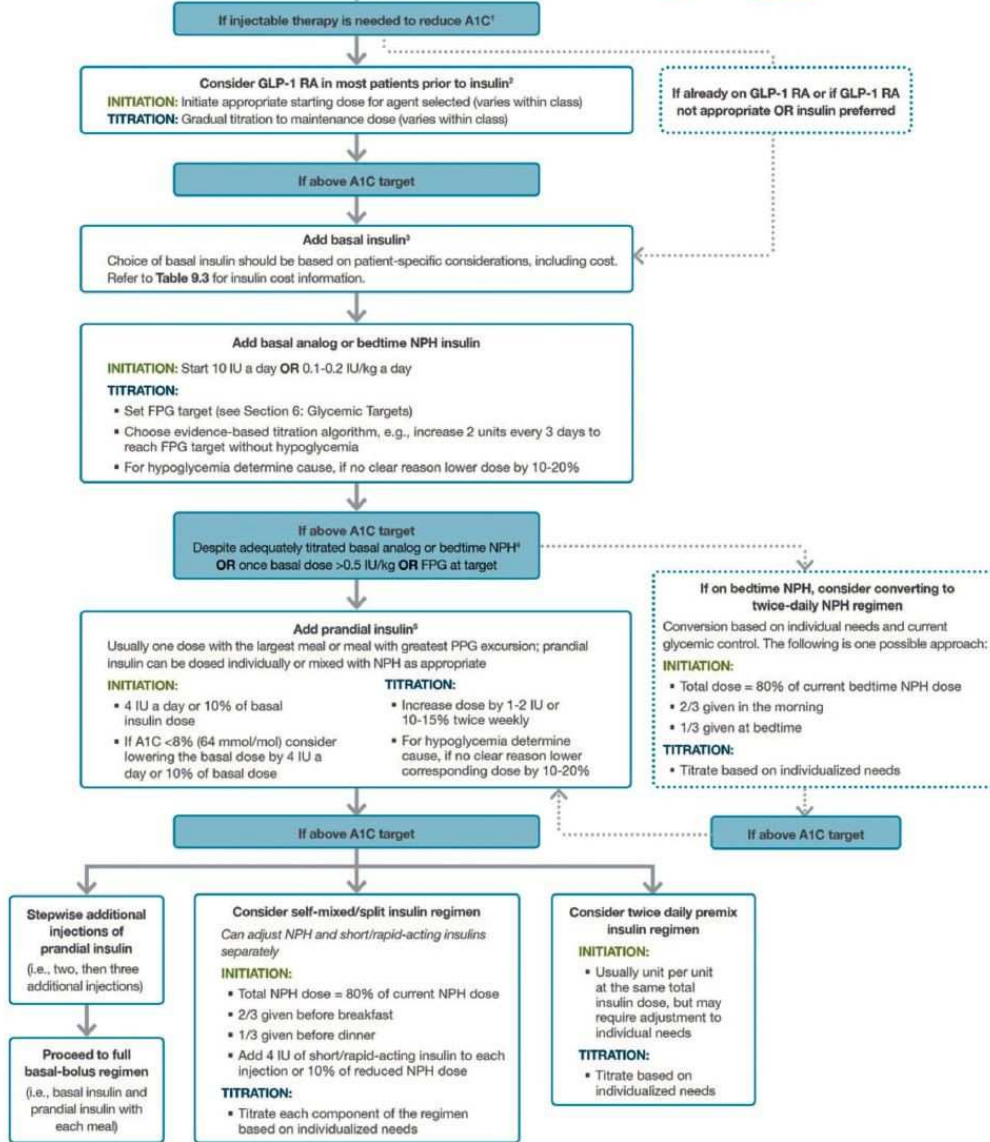 If injectable therapy is needed to reduce A1C¹
Consider GLP-1 RA in most patients prior to insulin²
INITIATION: Initiate appropriate starting dose for agent selected (varies within class)
TITRATION: Gradual titration to maintenance dose (varies within class)
If already on GLP-1 RA or if GLP-1 RA
not appropriate OR insulin preferred
If above A1C target
Add basal insulin³
Choice of basal insulin should be based on patient-specific considerations, including cost.
Refer to Table 9.3 for insulin cost information.
Add basal analog or bedtime NPH insulin
INITIATION: Start 10 IU a day OR 0.1-0.2 IU/kg a day
TITRATION:
▪ Set FPG target (see Section 6: Glycemic Targets)
▪ Choose evidence-based titration algorithm, e.g., increase 2 units every 3 days to
reach FPG target without hypoglycemia
▪ For hypoglycemia determine cause, if no clear reason lower dose by 10-20%
If above A1C target
Despite adequately titrated basal analog or bedtime NPH⁴
OR once basal dose >0.5 IU/kg OR FPG at target
If on bedtime NPH, consider converting to
twice-daily NPH regimen
Conversion based on individual needs and current
glycemic control. The following is one possible approach:
INITIATION:
▪ Total dose = 80% of current bedtime NPH dose
▪ 2/3 given in the morning
▪ 1/3 given at bedtime
TITRATION:
▪ Titrate based on individualized needs
Add prandial insulin⁵
Usually one dose with the largest meal or meal with greatest PPG excursion; prandial
insulin can be dosed individually or mixed with NPH as appropriate
INITIATION:
▪ 4 IU a day or 10% of basal
insulin dose
▪ If A1C <8% (64 mmol/mol) consider
lowering the basal dose by 4 IU a
day or 10% of basal dose
TITRATION:
▪ Increase dose by 1-2 IU or
10-15% twice weekly
▪ For hypoglycemia determine
cause, if no clear reason lower
corresponding dose by 10-20%
If above A1C target
If above A1C target
Stepwise additional
injections of
prandial insulin
(i.e., two, then three
additional injections)
Proceed to full
basal-bolus regimen
(i.e., basal insulin and
prandial insulin with
each meal)
Consider self-mixed/split insulin regimen
Can adjust NPH and short/rapid-acting insulins
separately
INITIATION:
▪ Total NPH dose = 80% of current NPH dose
▪ 2/3 given before breakfast
▪ 1/3 given before dinner
▪ Add 4 IU of short/rapid-acting insulin to each
injection or 10% of reduced NPH dose
TITRATION:
▪ Titrate each component of the regimen
based on individualized needs
Consider twice daily premix
insulin regimen
INITIATION:
▪ Usually unit per unit
at the same total
insulin dose, but may
require adjustment to
individual needs
TITRATION:
▪ Titrate based on
individualized needs